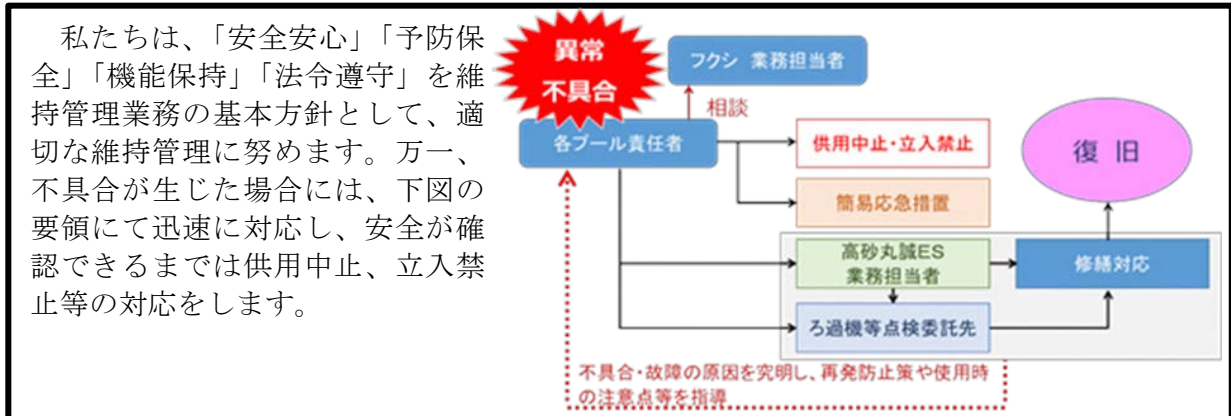 私たちは、「安全安心」「予防保
全」「機能保持」「法令遵守」を維
持管理業務の基本方針として、適
切な維持管理に努めます。万一、
不具合が生じた場合には、下図の
要領にて迅速に対応し、安全が確
認できるまでは供用中止、立入禁
止等の対応をします。
異常
不具合
フクシ 業務担当者
相談
各プール責任者
供用中止・立入禁止
復 旧
簡易応急措置
高砂丸誠ES
業務担当者
修繕対応
ろ過機等点検委託先
不具合・故障の原因を究明し、再発防止策や使用時
の注意点等を指導